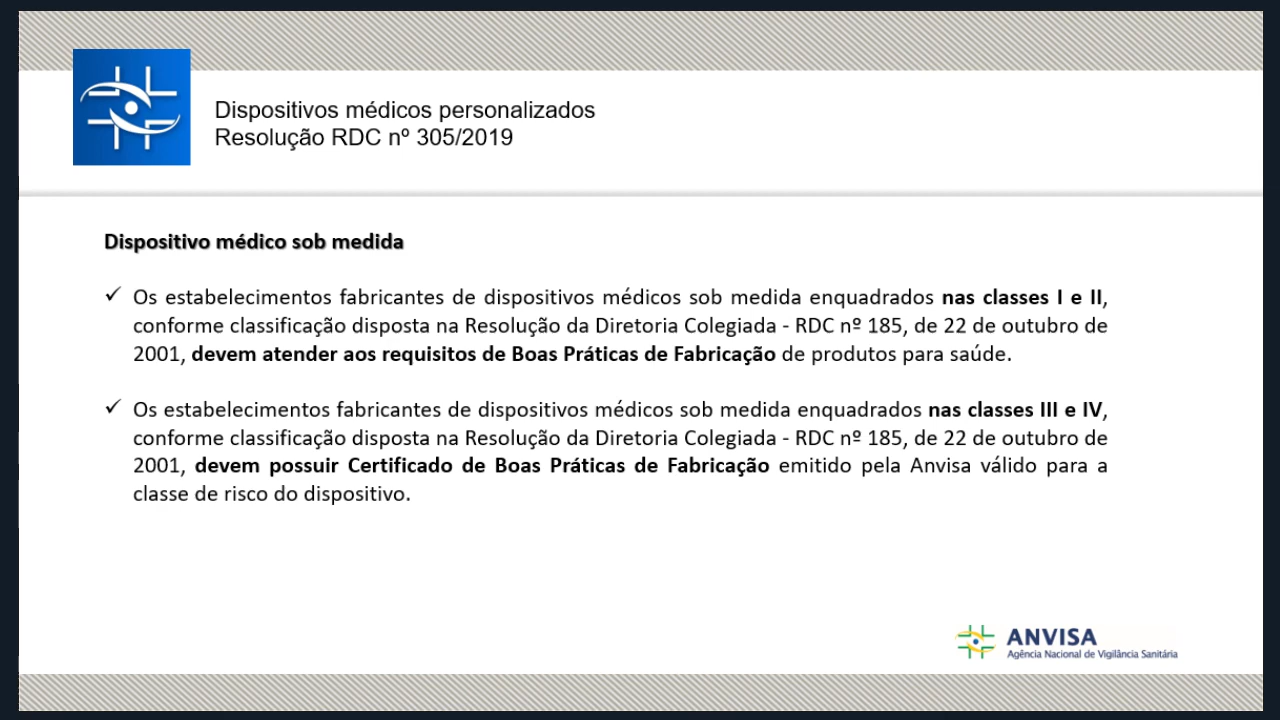 Dispositivos médicos personalizados
Resolução RDC nº 305/2019
Dispositivo médico sob medida
✓ Os estabelecimentos fabricantes de dispositivos médicos sob medida enquadrados nas classes I e II,
conforme classificação disposta na Resolução da Diretoria Colegiada - RDC nº 185, de 22 de outubro de
2001, devem atender aos requisitos de Boas Práticas de Fabricação de produtos para saúde.
✓ Os estabelecimentos fabricantes de dispositivos médicos sob medida enquadrados nas classes III e IV,
conforme classificação disposta na Resolução da Diretoria Colegiada - RDC nº 185, de 22 de outubro de
2001, devem possuir Certificado de Boas Práticas de Fabricação emitido pela Anvisa válido para a
classe de risco do dispositivo.
ANVISA
Agência Nacional de Vigilância Sanitária